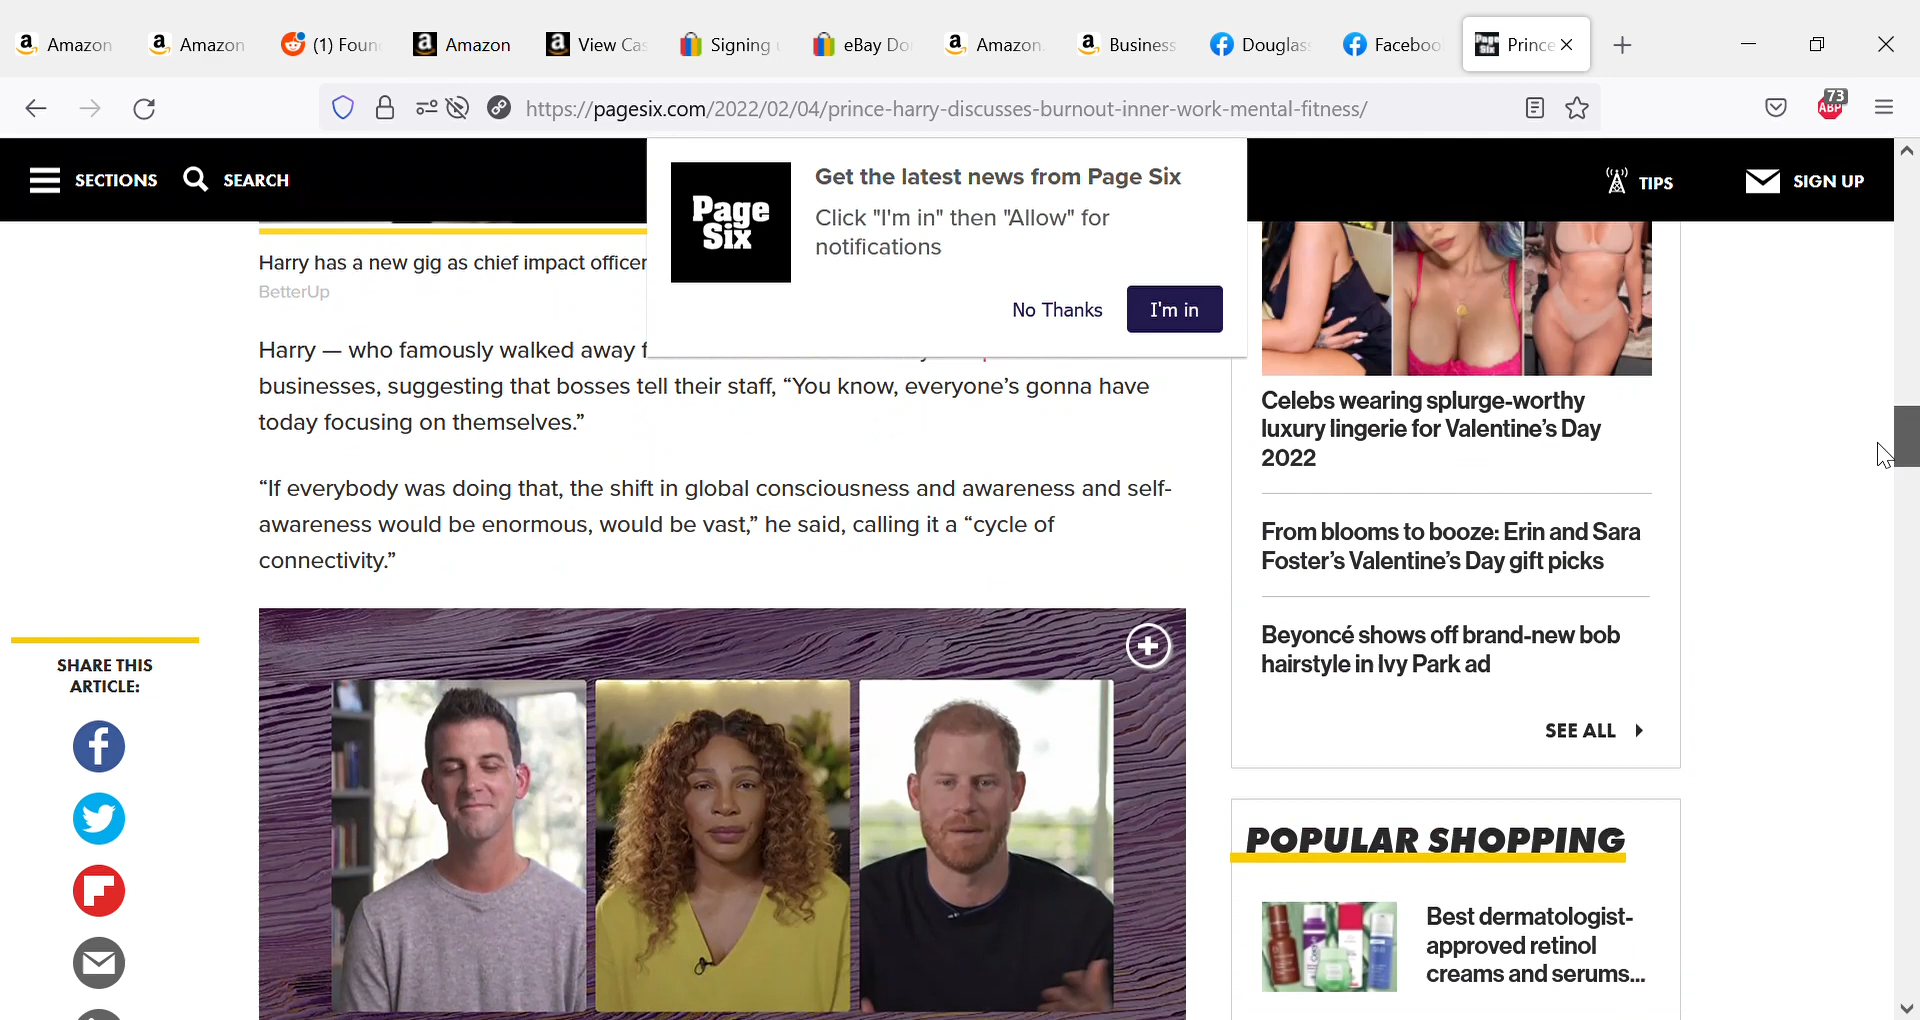 Amazon
Amazon
(1) Foun
Amazon
View Cas
Signing
eBay Do
Amazon
Business
Douglas
Faceboo
Prince
https://pagesix.com/2022/02/04/prince-harry-discusses-burnout-inner-work-mental-fitness/
73
ABP
SECTIONS
SEARCH
Page
Six
Get the latest news from Page Six
Click "I'm in" then "Allow" for
notifications
No Thanks
I'm in
TIPS
SIGN UP
Harry has a new gig as chief impact officer
BetterUp
Harry — who famously walked away
businesses, suggesting that bosses tell their staff, “You know, everyone’s gonna have
today focusing on themselves.”
“If everybody was doing that, the shift in global consciousness and awareness and self-
awareness would be enormous, would be vast,” he said, calling it a “cycle of
connectivity.”
SHARE THIS
ARTICLE:
Celebs wearing splurge-worthy
luxury lingerie for Valentine’s Day
2022
From blooms to booze: Erin and Sara
Foster’s Valentine’s Day gift picks
Beyoncé shows off brand-new bob
hairstyle in Ivy Park ad
SEE ALL
POPULAR SHOPPING
Best dermatologist-
approved retinol
creams and serums...